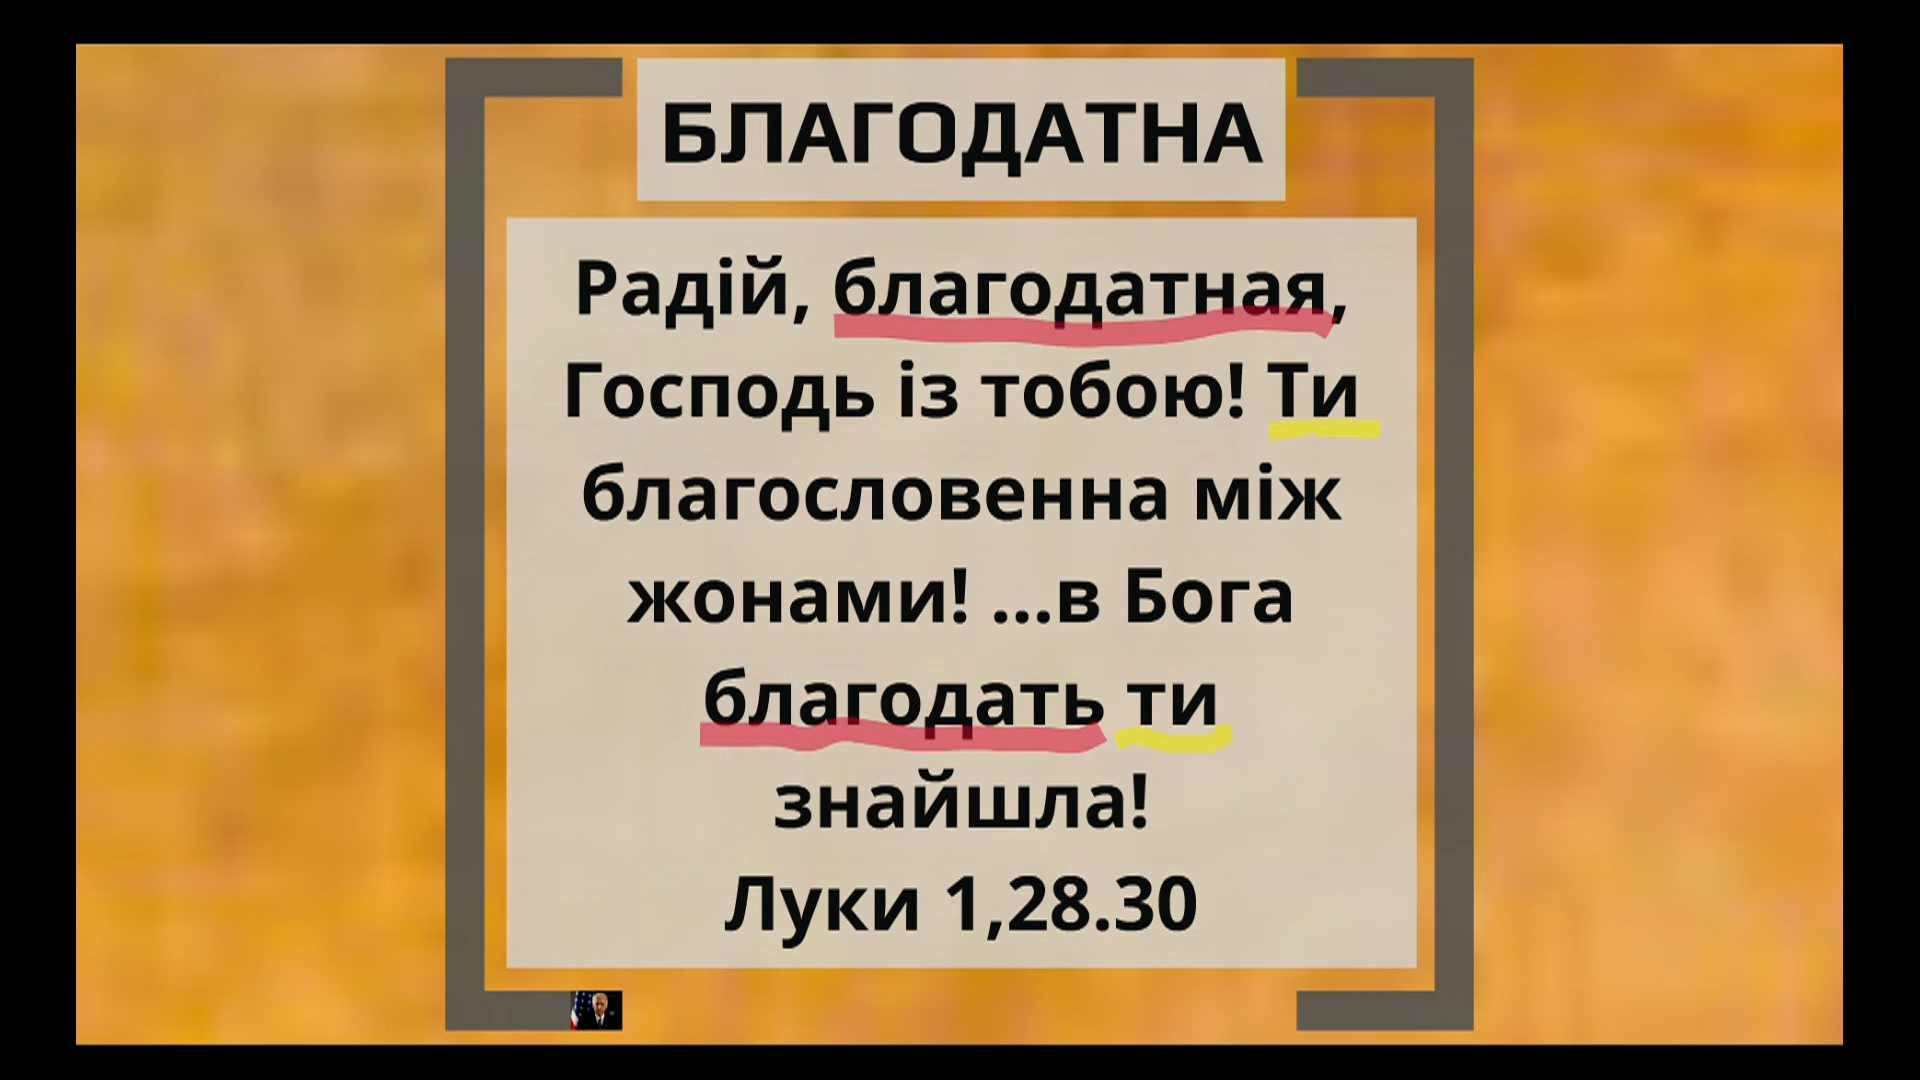 БЛАГОДАТНА
Радій, благодатная,
Господь із тобою! Ти
благословенна між
жонами! ...в Бога
благодать ти
знайшла!
Луки 1,28.30